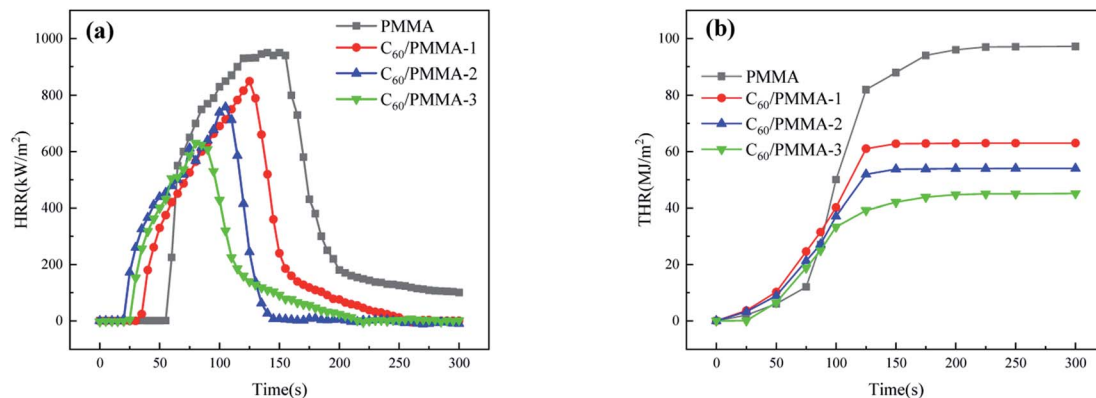 (a)
PMMA
C60/PMMA-1
C60/PMMA-2
C60/PMMA-3
1000
800
600
400
200
0
HRR(kW/m2)
0 50 100 150 200 250 300
Time(s)
(b)
PMMA
C60/PMMA-1
C60/PMMA-2
C60/PMMA-3
100
80
60
40
20
0
THR(MJ/m2)
0 50 100 150 200 250 300
Time(s)